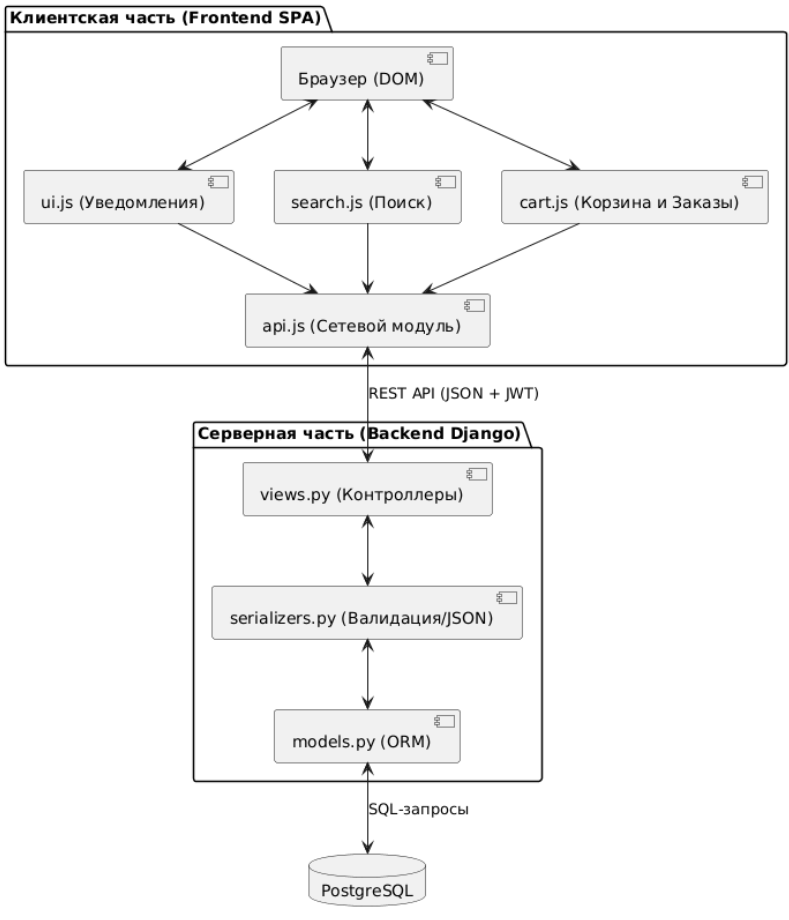 Клиентская часть (Frontend SPA)
Браузер (DOM)
ui.js (Уведомления)
search.js (Поиск)
cart.js (Корзина и Заказы)
api.js (Сетевой модуль)
REST API (JSON + JWT)
Серверная часть (Backend Django)
views.py (Контроллеры)
serializers.py (Валидация/JSON)
models.py (ORM)
SQL-запросы
PostgreSQL